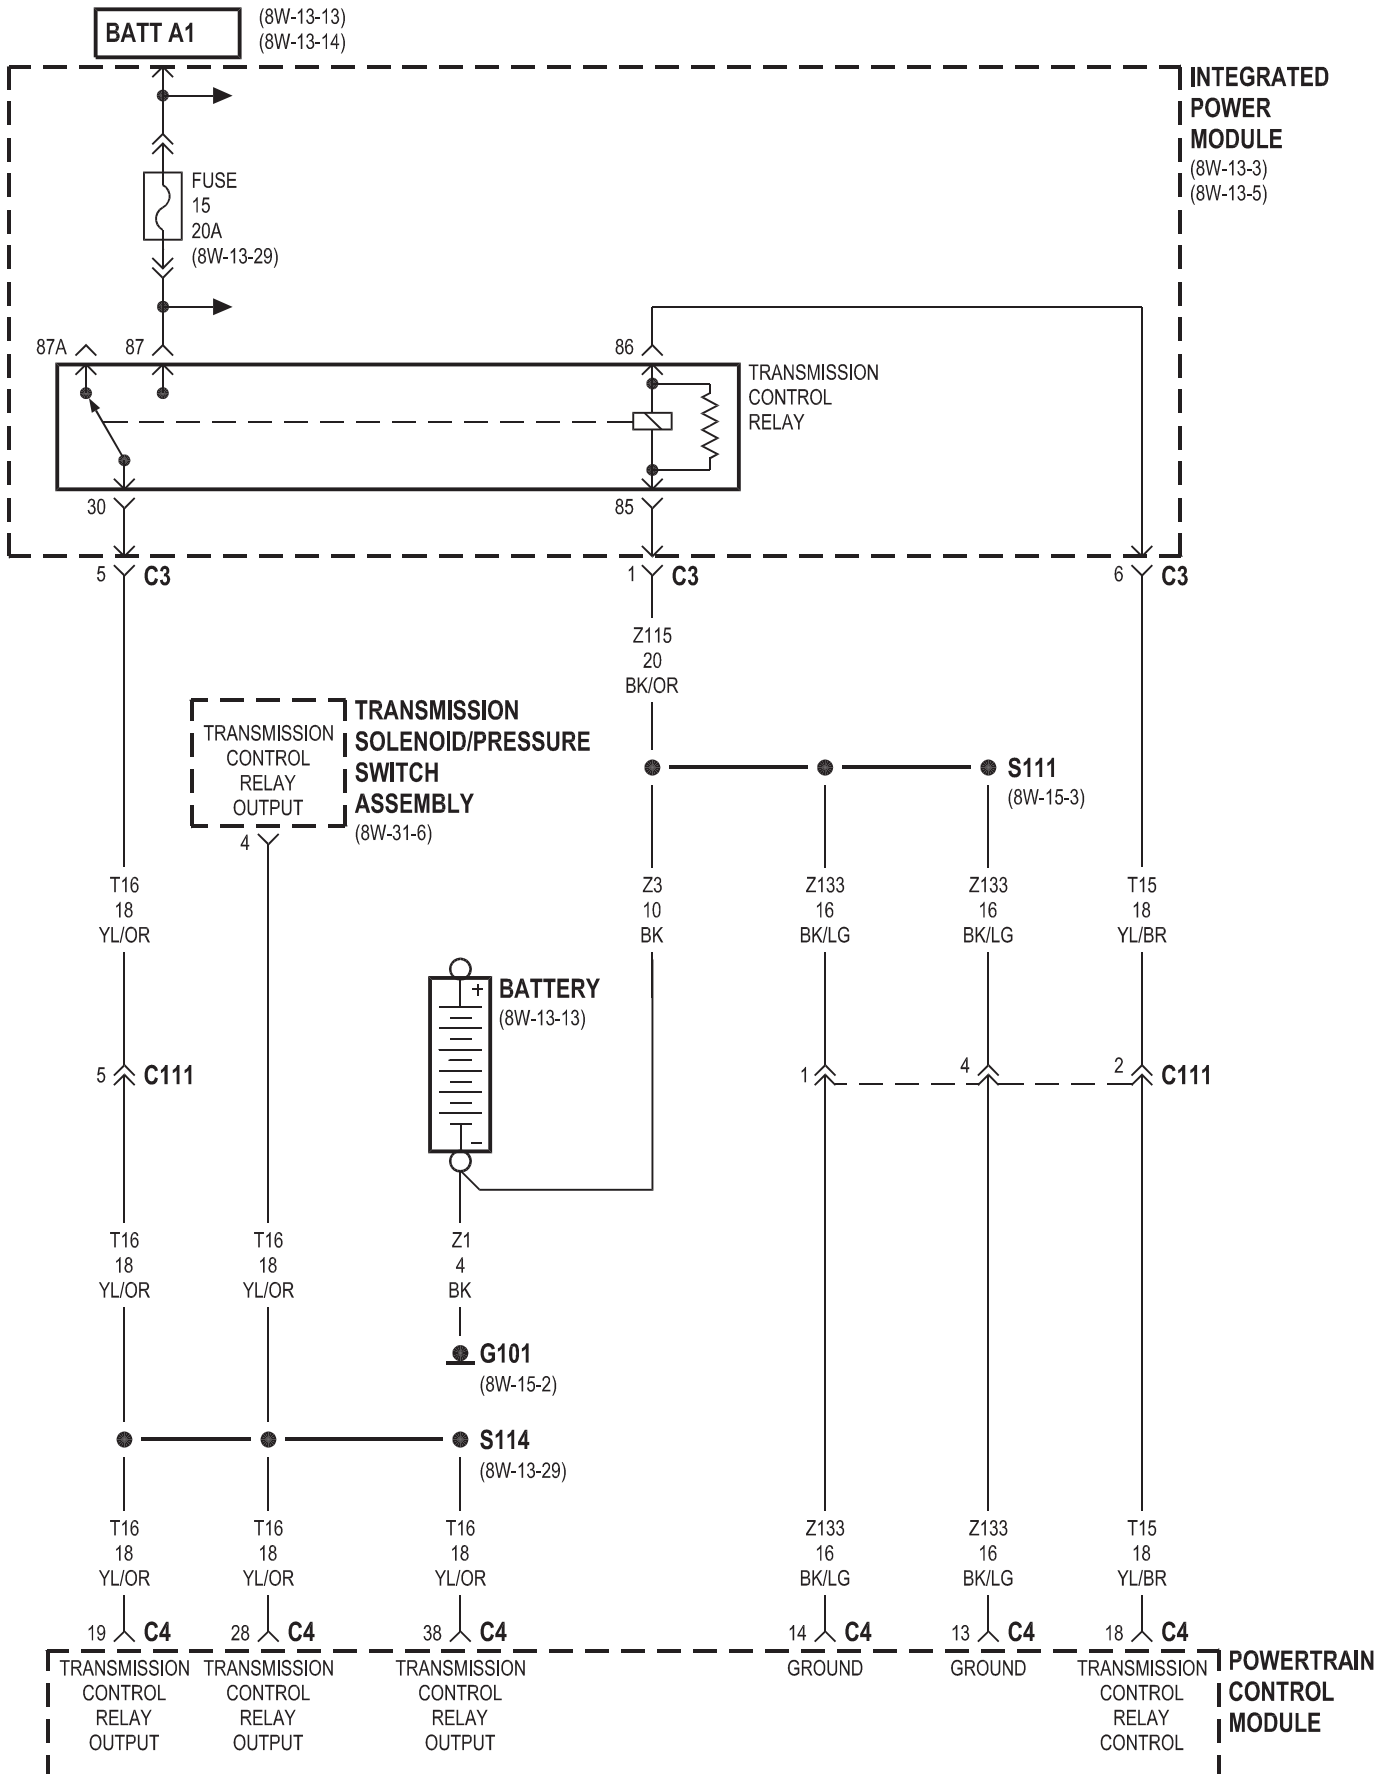 BATT A1
(8W-13-13)
(8W-13-14)
INTEGRATED
POWER
MODULE
(8W-13-3)
(8W-13-5)
FUSE
15
20A
(8W-13-29)
87A
87
86
TRANSMISSION
CONTROL
RELAY
30
85
5
C3
1
C3
6
C3
Z115
20
BK/OR
TRANSMISSION
CONTROL
RELAY
OUTPUT
TRANSMISSION
SOLENOID/PRESSURE
SWITCH
ASSEMBLY
(8W-31-6)
4
S111
(8W-15-3)
T16
18
YL/OR
Z3
10
BK
Z133
16
BK/LG
Z133
16
BK/LG
T15
18
YL/BR
+
-
BATTERY
(8W-13-13)
5
C111
1
4
2
C111
T16
18
YL/OR
T16
18
YL/OR
Z1
4
BK
G101
(8W-15-2)
S114
(8W-13-29)
T16
18
YL/OR
T16
18
YL/OR
T16
18
YL/OR
Z133
16
BK/LG
Z133
16
BK/LG
T15
18
YL/BR
19
C4
28
C4
38
C4
14
C4
13
C4
18
C4
TRANSMISSION
CONTROL
RELAY
OUTPUT
TRANSMISSION
CONTROL
RELAY
OUTPUT
TRANSMISSION
CONTROL
RELAY
OUTPUT
GROUND
GROUND
TRANSMISSION
CONTROL
RELAY
CONTROL
POWERTRAIN
CONTROL
MODULE